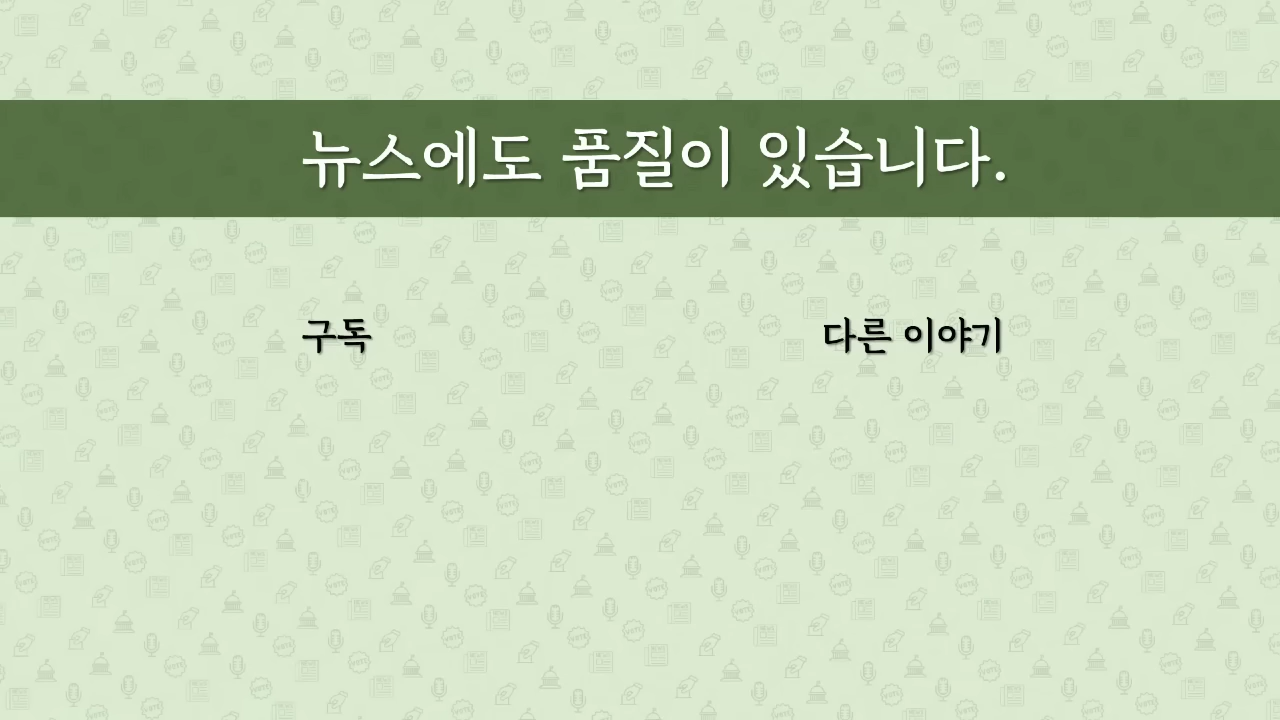 뉴스에도 품질이 있습니다.
구독
다른 이야기